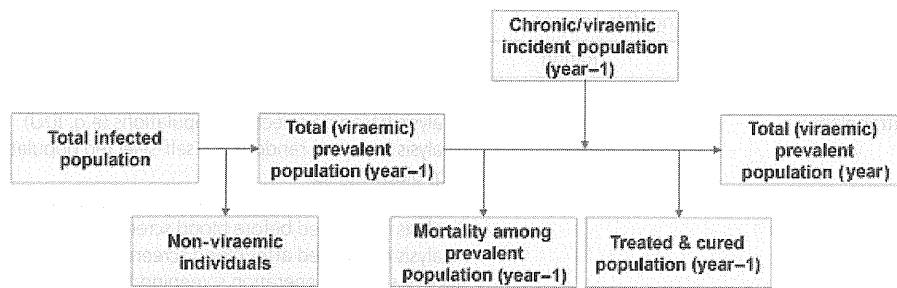 Chronic/viraemic
incident population
(year–1)
Total infected
population
Total (viraemic)
prevalent
population (year–1)
Total (viraemic)
prevalent
population (year)
Non-viraemic
individuals
Mortality among
prevalent
population (year–1)
Treated & cured
population (year–1)